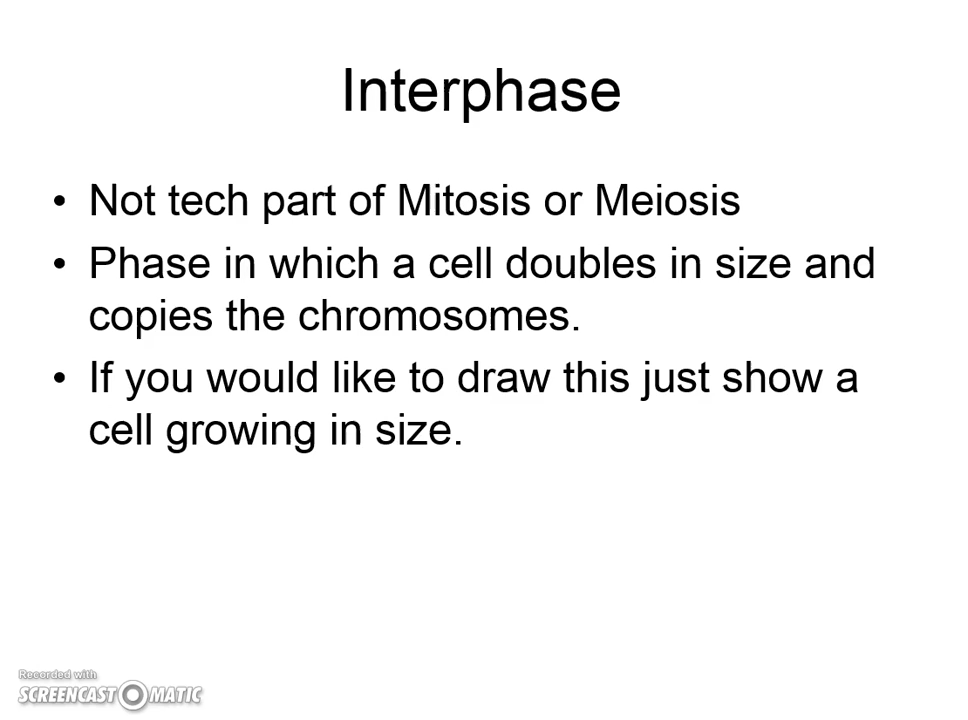 Interphase
• Not tech part of Mitosis or Meiosis
• Phase in which a cell doubles in size and
copies the chromosomes.
• If you would like to draw this just show a
cell growing in size.
Recorded with
SCREENCAST-O-MATIC